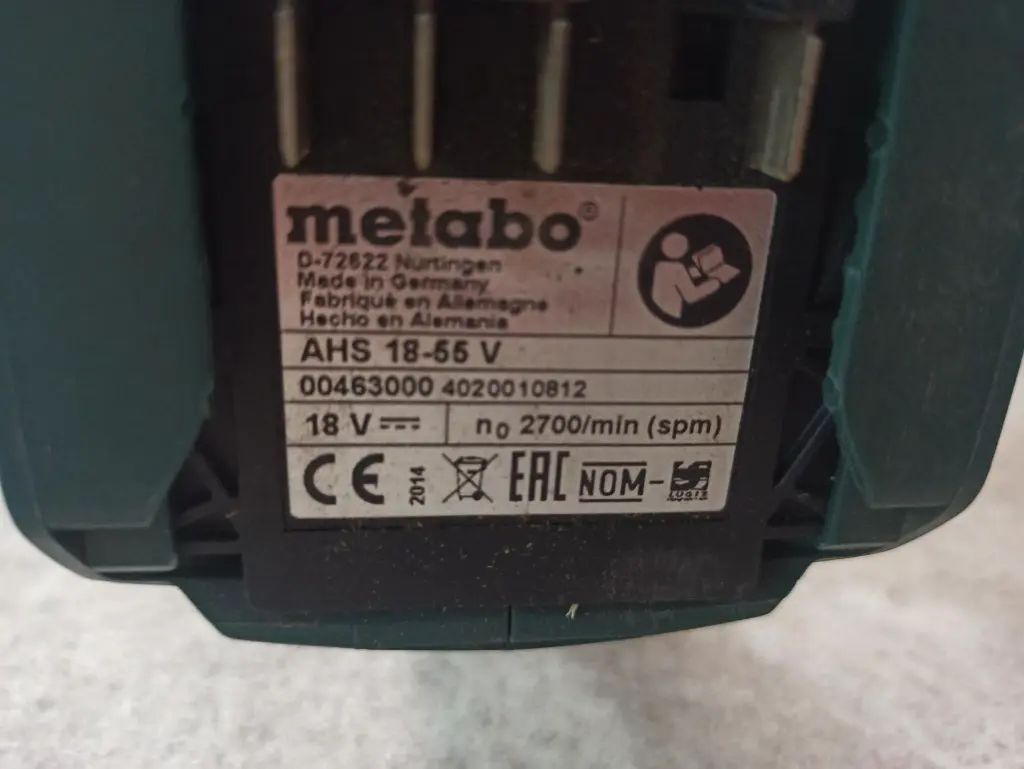 metabo®
D-72622 Nürtingen
Made in Germany
Fabriqué en Allemagne
Hecho en Alemania
AHS 18-55 V
00463000 4020010812
18 V
n0 2700/min (spm)
CE 2014 EAC NOM-
LOGIS